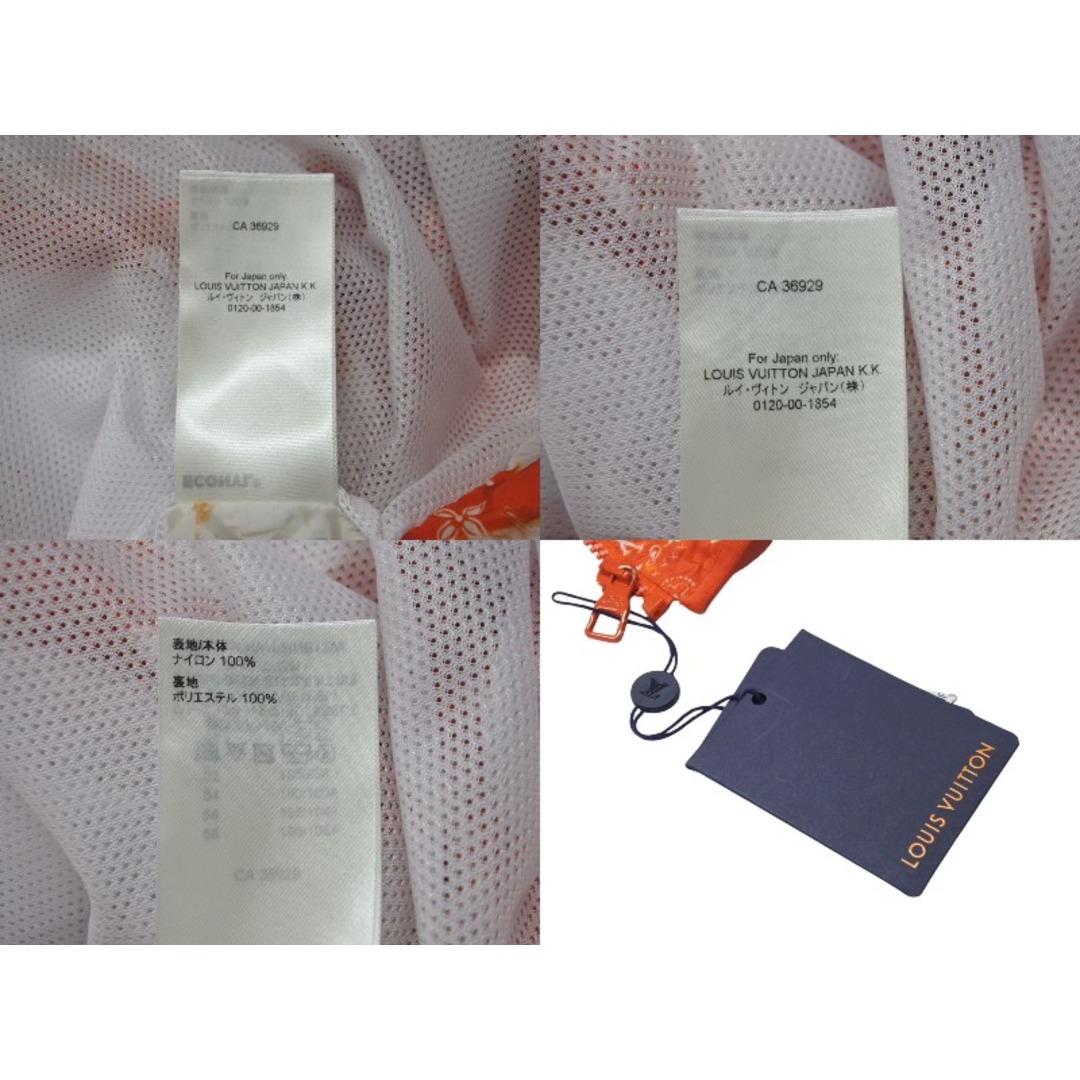 CA 36929
For Japan only:
LOUIS VUITTON JAPAN K.K.
ルイ・ヴィトン ジャパン(株)
0120-00-1854
ECONYL®
CA 36929
For Japan only:
LOUIS VUITTON JAPAN K.K.
ルイ・ヴィトン ジャパン(株)
0120-00-1854
表地/本体
ナイロン 100%
裏地
ポリエステル 100%
CA 36929
LOUIS VUITTON